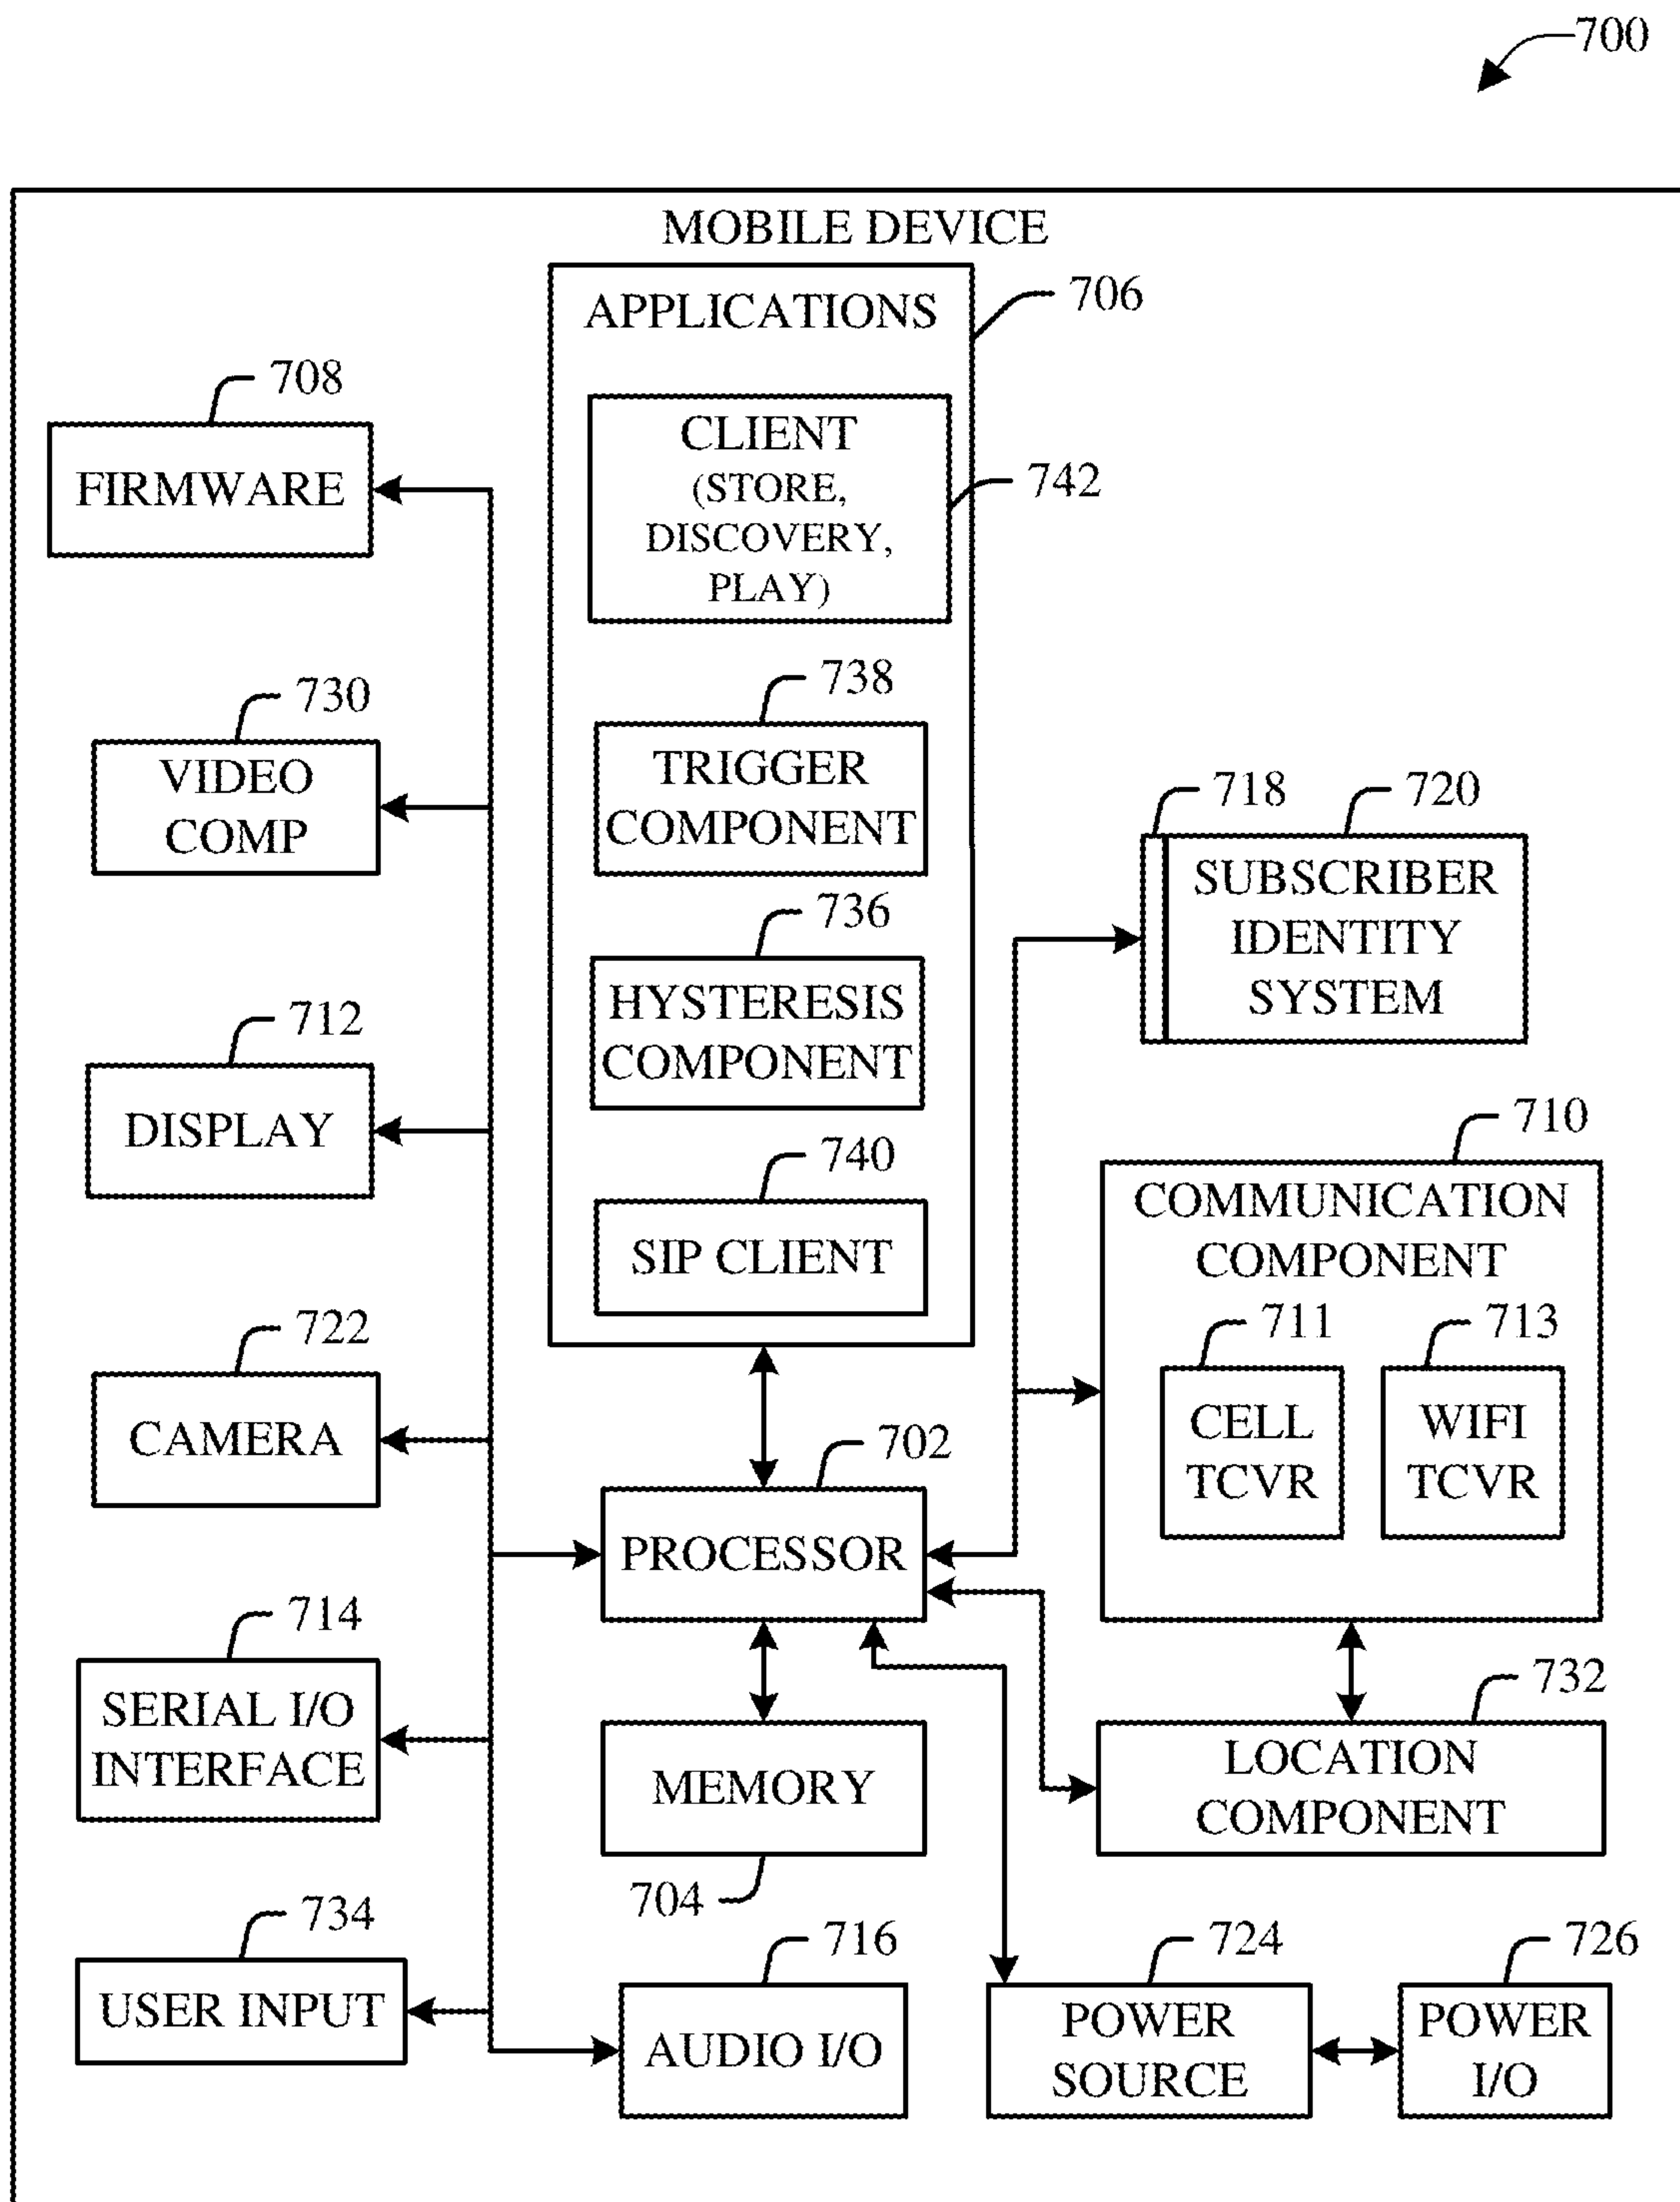 700
MOBILE DEVICE
APPLICATIONS
706
708
FIRMWARE
CLIENT
(STORE,
DISCOVERY,
PLAY)
742
730
VIDEO
COMP
738
TRIGGER
COMPONENT
718
720
SUBSCRIBER
IDENTITY
SYSTEM
736
HYSTERESIS
COMPONENT
712
DISPLAY
740
SIP CLIENT
710
COMMUNICATION
COMPONENT
711
713
CELL
TCVR
WIFI
TCVR
722
CAMERA
702
PROCESSOR
714
SERIAL I/O
INTERFACE
MEMORY
704
732
LOCATION
COMPONENT
734
USER INPUT
716
AUDIO I/O
724
POWER
SOURCE
726
POWER
I/O